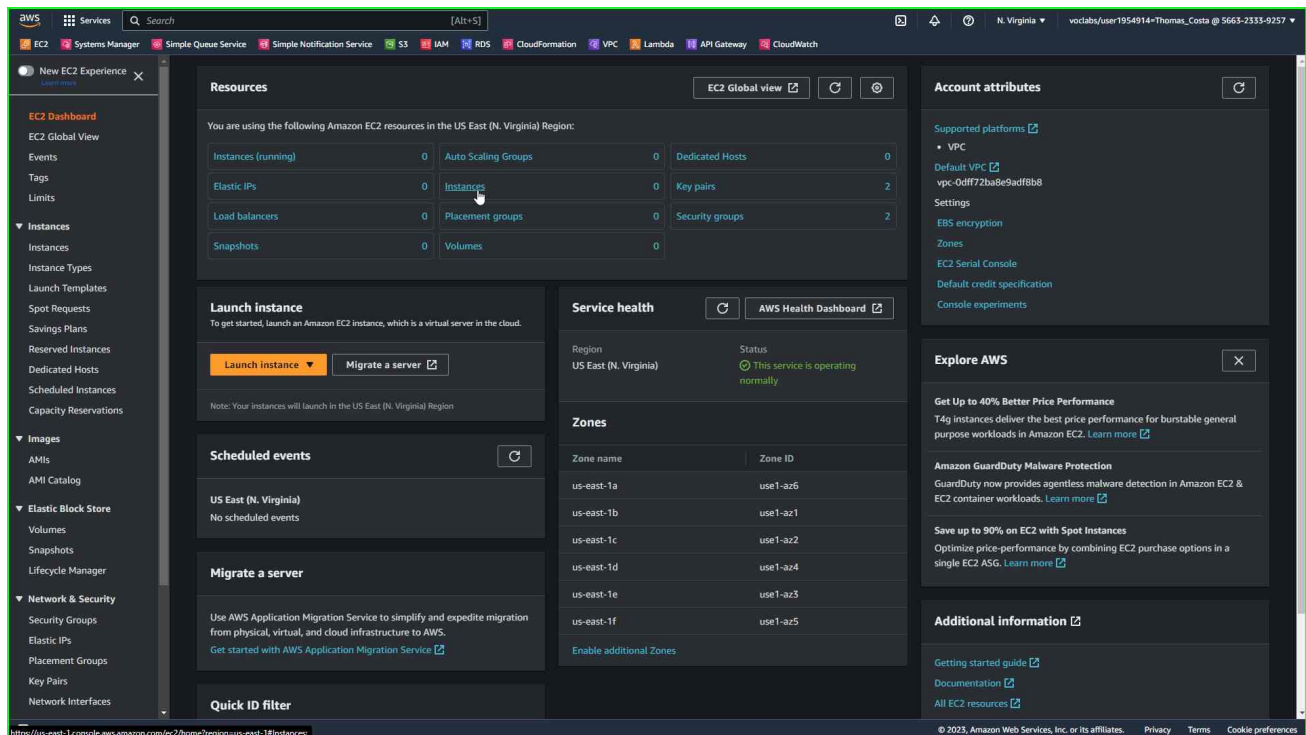 aws
Services
Search
[Alt+S]
N. Virginia ▼
voclabs/user1954914=Thomas_Costa @ 5663-2333-9257 ▼
EC2
Systems Manager
Simple Queue Service
Simple Notification Service
S3
IAM
RDS
CloudFormation
VPC
Lambda
API Gateway
CloudWatch
New EC2 Experience
Learn more
EC2 Dashboard
EC2 Global View
Events
Tags
Limits
▼ Instances
Instances
Instance Types
Launch Templates
Spot Requests
Savings Plans
Reserved Instances
Dedicated Hosts
Scheduled Instances
Capacity Reservations
▼ Images
AMIs
AMI Catalog
▼ Elastic Block Store
Volumes
Snapshots
Lifecycle Manager
▼ Network & Security
Security Groups
Elastic IPs
Placement Groups
Key Pairs
Network Interfaces
Resources
EC2 Global view
You are using the following Amazon EC2 resources in the US East (N. Virginia) Region:
Instances (running) 0
Auto Scaling Groups 0
Dedicated Hosts 0
Elastic IPs 0
Instances 0
Key pairs 2
Load balancers 0
Placement groups 0
Security groups 2
Snapshots 0
Volumes 0
Launch instance
To get started, launch an Amazon EC2 instance, which is a virtual server in the cloud.
Launch instance ▼
Migrate a server
Note: Your instances will launch in the US East (N. Virginia) Region
Scheduled events
US East (N. Virginia)
No scheduled events
Migrate a server
Use AWS Application Migration Service to simplify and expedite migration
from physical, virtual, and cloud infrastructure to AWS.
Get started with AWS Application Migration Service
Quick ID filter
Service health
AWS Health Dashboard
Region
US East (N. Virginia)
Status
This service is operating
normally
Zones
Zone name Zone ID
us-east-1a use1-az6
us-east-1b use1-az1
us-east-1c use1-az2
us-east-1d use1-az4
us-east-1e use1-az3
us-east-1f use1-az5
Enable additional Zones
Account attributes
Supported platforms
• VPC
Default VPC
vpc-0dff72ba8e9adf8b8
Settings
EBS encryption
Zones
EC2 Serial Console
Default credit specification
Console experiments
Explore AWS
Get Up to 40% Better Price Performance
T4g instances deliver the best price performance for burstable general
purpose workloads in Amazon EC2. Learn more
Amazon GuardDuty Malware Protection
GuardDuty now provides agentless malware detection in Amazon EC2 &
EC2 container workloads. Learn more
Save up to 90% on EC2 with Spot Instances
Optimize price-performance by combining EC2 purchase options in a
single EC2 ASG. Learn more
Additional information
Getting started guide
Documentation
All EC2 resources
https://us-east-1.console.aws.amazon.com/ec2/home?region=us-east-1#Instances:
© 2023, Amazon Web Services, Inc. or its affiliates.
Privacy
Terms
Cookie preferences